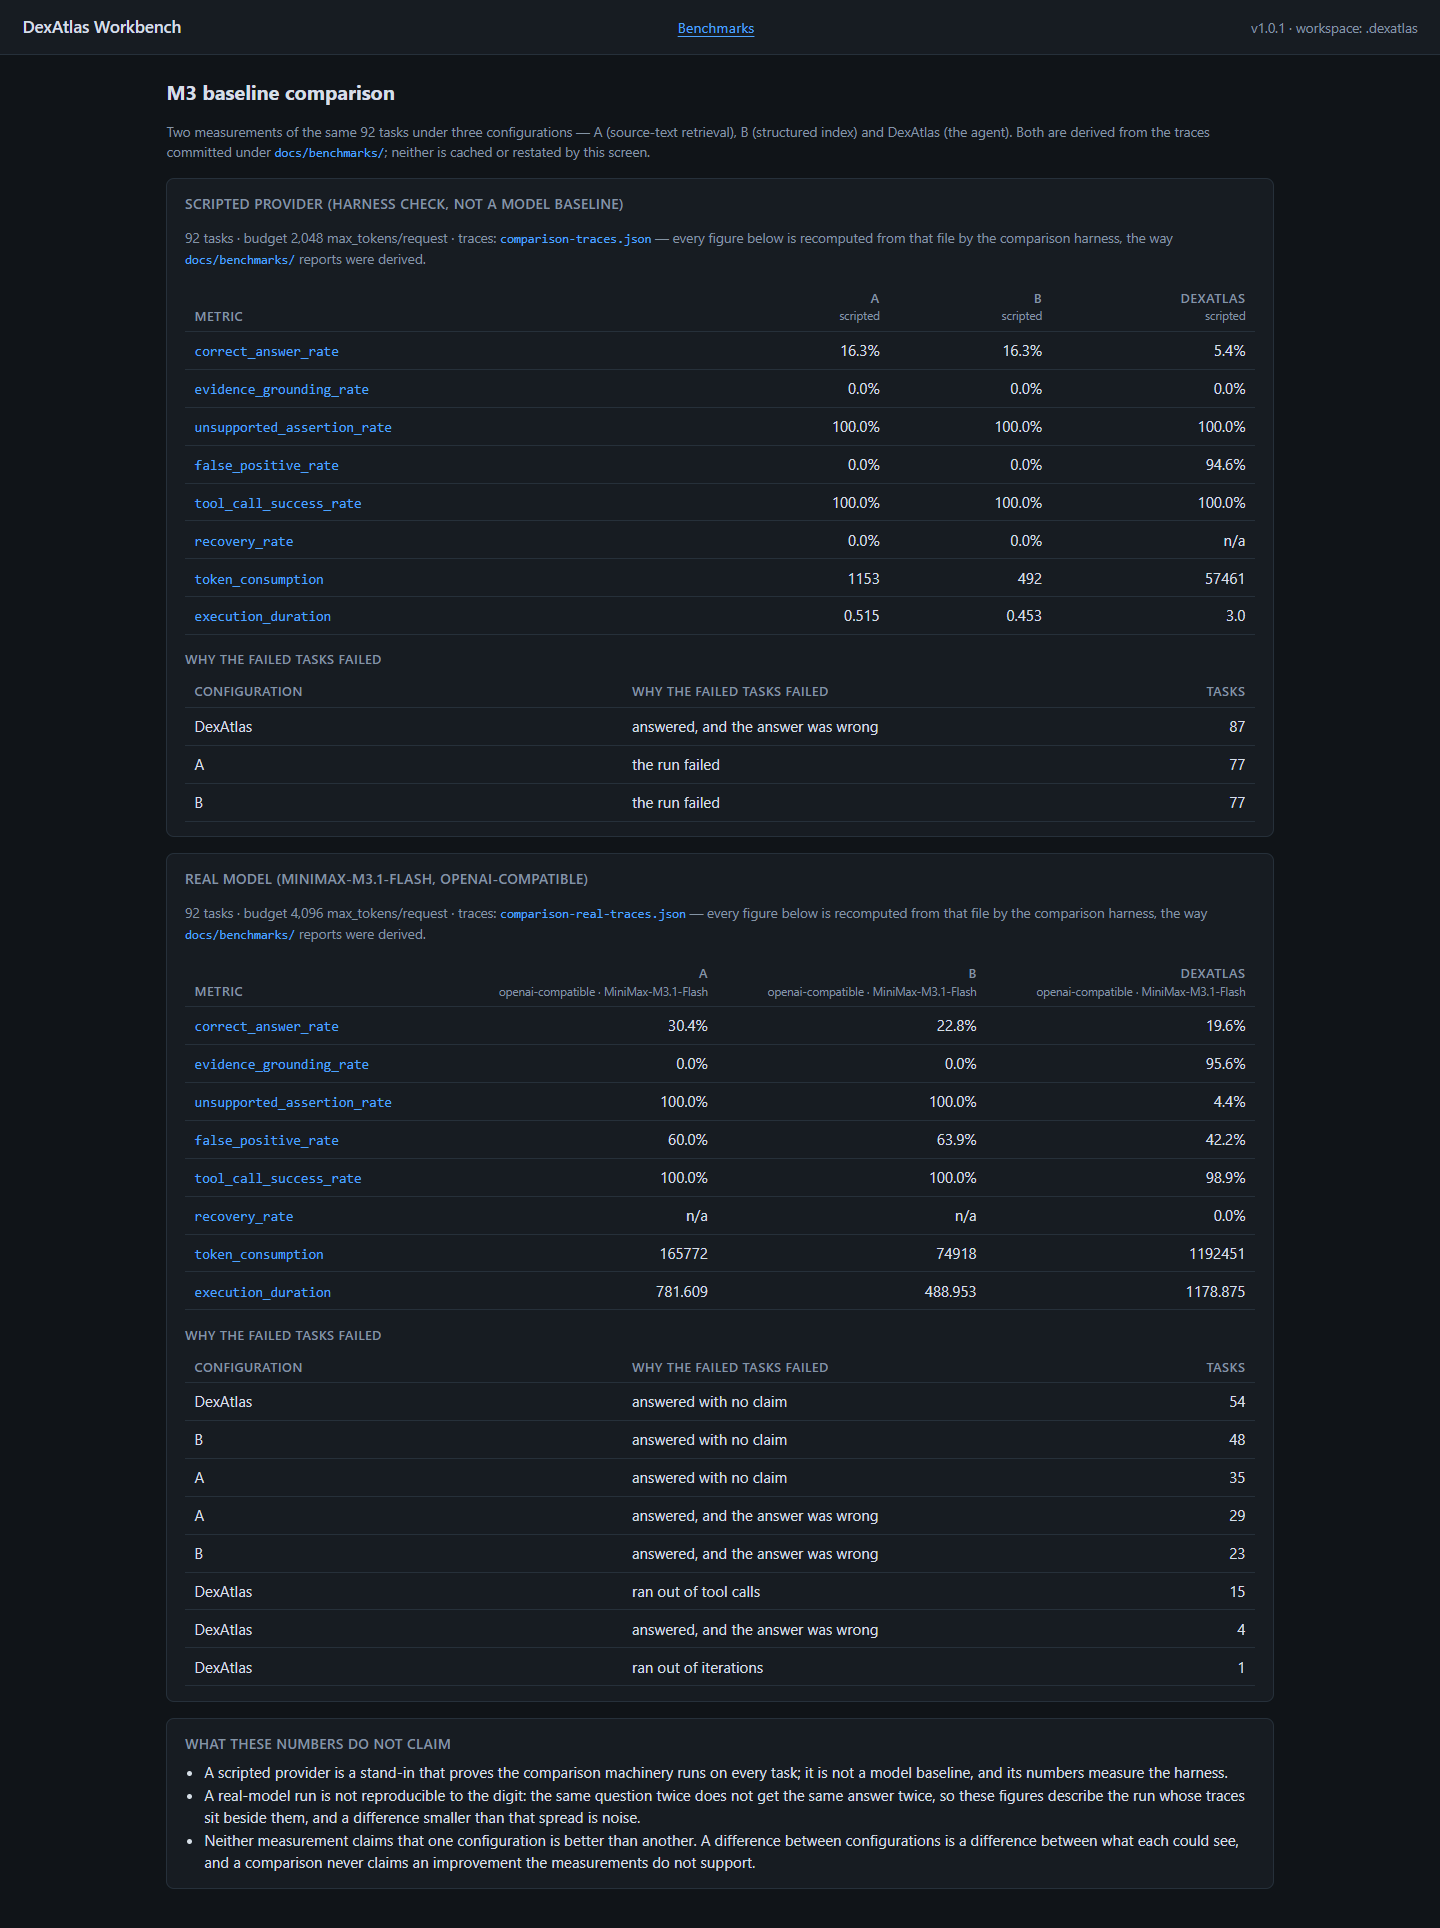 DexAtlas Workbench
Benchmarks
v1.0.1 · workspace: .dexatlas
M3 baseline comparison
Two measurements of the same 92 tasks under three configurations — A (source-text retrieval), B (structured index) and DexAtlas (the agent). Both are derived from the traces
committed under docs/benchmarks/; neither is cached or restated by this screen.
SCRIPTED PROVIDER (HARNESS CHECK, NOT A MODEL BASELINE)
92 tasks · budget 2,048 max_tokens/request · traces: comparison-traces.json — every figure below is recomputed from that file by the comparison harness, the way
docs/benchmarks/ reports were derived.
METRIC A scripted B scripted DEXATLAS scripted
correct_answer_rate 16.3% 16.3% 5.4%
evidence_grounding_rate 0.0% 0.0% 0.0%
unsupported_assertion_rate 100.0% 100.0% 100.0%
false_positive_rate 0.0% 0.0% 94.6%
tool_call_success_rate 100.0% 100.0% 100.0%
recovery_rate 0.0% 0.0% n/a
token_consumption 1153 492 57461
execution_duration 0.515 0.453 3.0
WHY THE FAILED TASKS FAILED
CONFIGURATION WHY THE FAILED TASKS FAILED TASKS
DexAtlas answered, and the answer was wrong 87
A the run failed 77
B the run failed 77
REAL MODEL (MINIMAX-M3.1-FLASH, OPENAI-COMPATIBLE)
92 tasks · budget 4,096 max_tokens/request · traces: comparison-real-traces.json — every figure below is recomputed from that file by the comparison harness, the way
docs/benchmarks/ reports were derived.
METRIC A openai-compatible · MiniMax-M3.1-Flash B openai-compatible · MiniMax-M3.1-Flash DEXATLAS openai-compatible · MiniMax-M3.1-Flash
correct_answer_rate 30.4% 22.8% 19.6%
evidence_grounding_rate 0.0% 0.0% 95.6%
unsupported_assertion_rate 100.0% 100.0% 4.4%
false_positive_rate 60.0% 63.9% 42.2%
tool_call_success_rate 100.0% 100.0% 98.9%
recovery_rate n/a n/a 0.0%
token_consumption 165772 74918 1192451
execution_duration 781.609 488.953 1178.875
WHY THE FAILED TASKS FAILED
CONFIGURATION WHY THE FAILED TASKS FAILED TASKS
DexAtlas answered with no claim 54
B answered with no claim 48
A answered with no claim 35
A answered, and the answer was wrong 29
B answered, and the answer was wrong 23
DexAtlas ran out of tool calls 15
DexAtlas answered, and the answer was wrong 4
DexAtlas ran out of iterations 1
WHAT THESE NUMBERS DO NOT CLAIM
• A scripted provider is a stand-in that proves the comparison machinery runs on every task; it is not a model baseline, and its numbers measure the harness.
• A real-model run is not reproducible to the digit: the same question twice does not get the same answer twice, so these figures describe the run whose traces
sit beside them, and a difference smaller than that spread is noise.
• Neither measurement claims that one configuration is better than another. A difference between configurations is a difference between what each could see,
and a comparison never claims an improvement the measurements do not support.